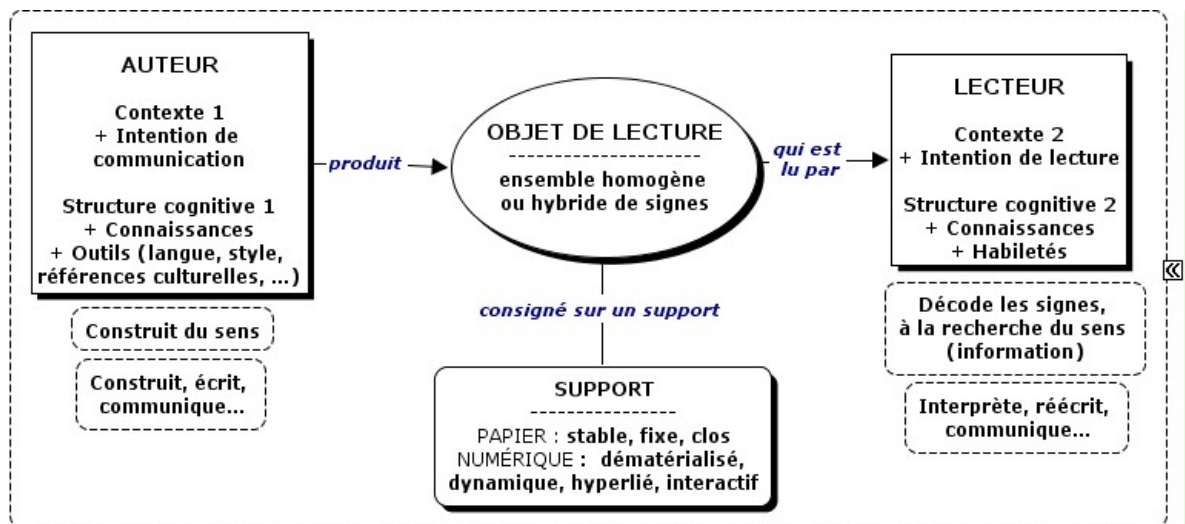 AUTEUR
Contexte 1
+ Intention de
communication
Structure cognitive 1
+ Connaissances
+ Outils (langue, style,
références culturelles, ...)
Construit du sens
Construit, écrit,
communique...
produit
OBJET DE LECTURE
ensemble homogène
ou hybride de signes
consigné sur un support
SUPPORT
PAPIER : stable, fixe, clos
NUMÉRIQUE : dématérialisé,
dynamique, hyperlié, interactif
qui est
lu par
LECTEUR
Contexte 2
+ Intention de lecture
Structure cognitive 2
+ Connaissances
+ Habiletés
Décode les signes,
à la recherche du sens
(information)
Interprète, réécrit,
communique...